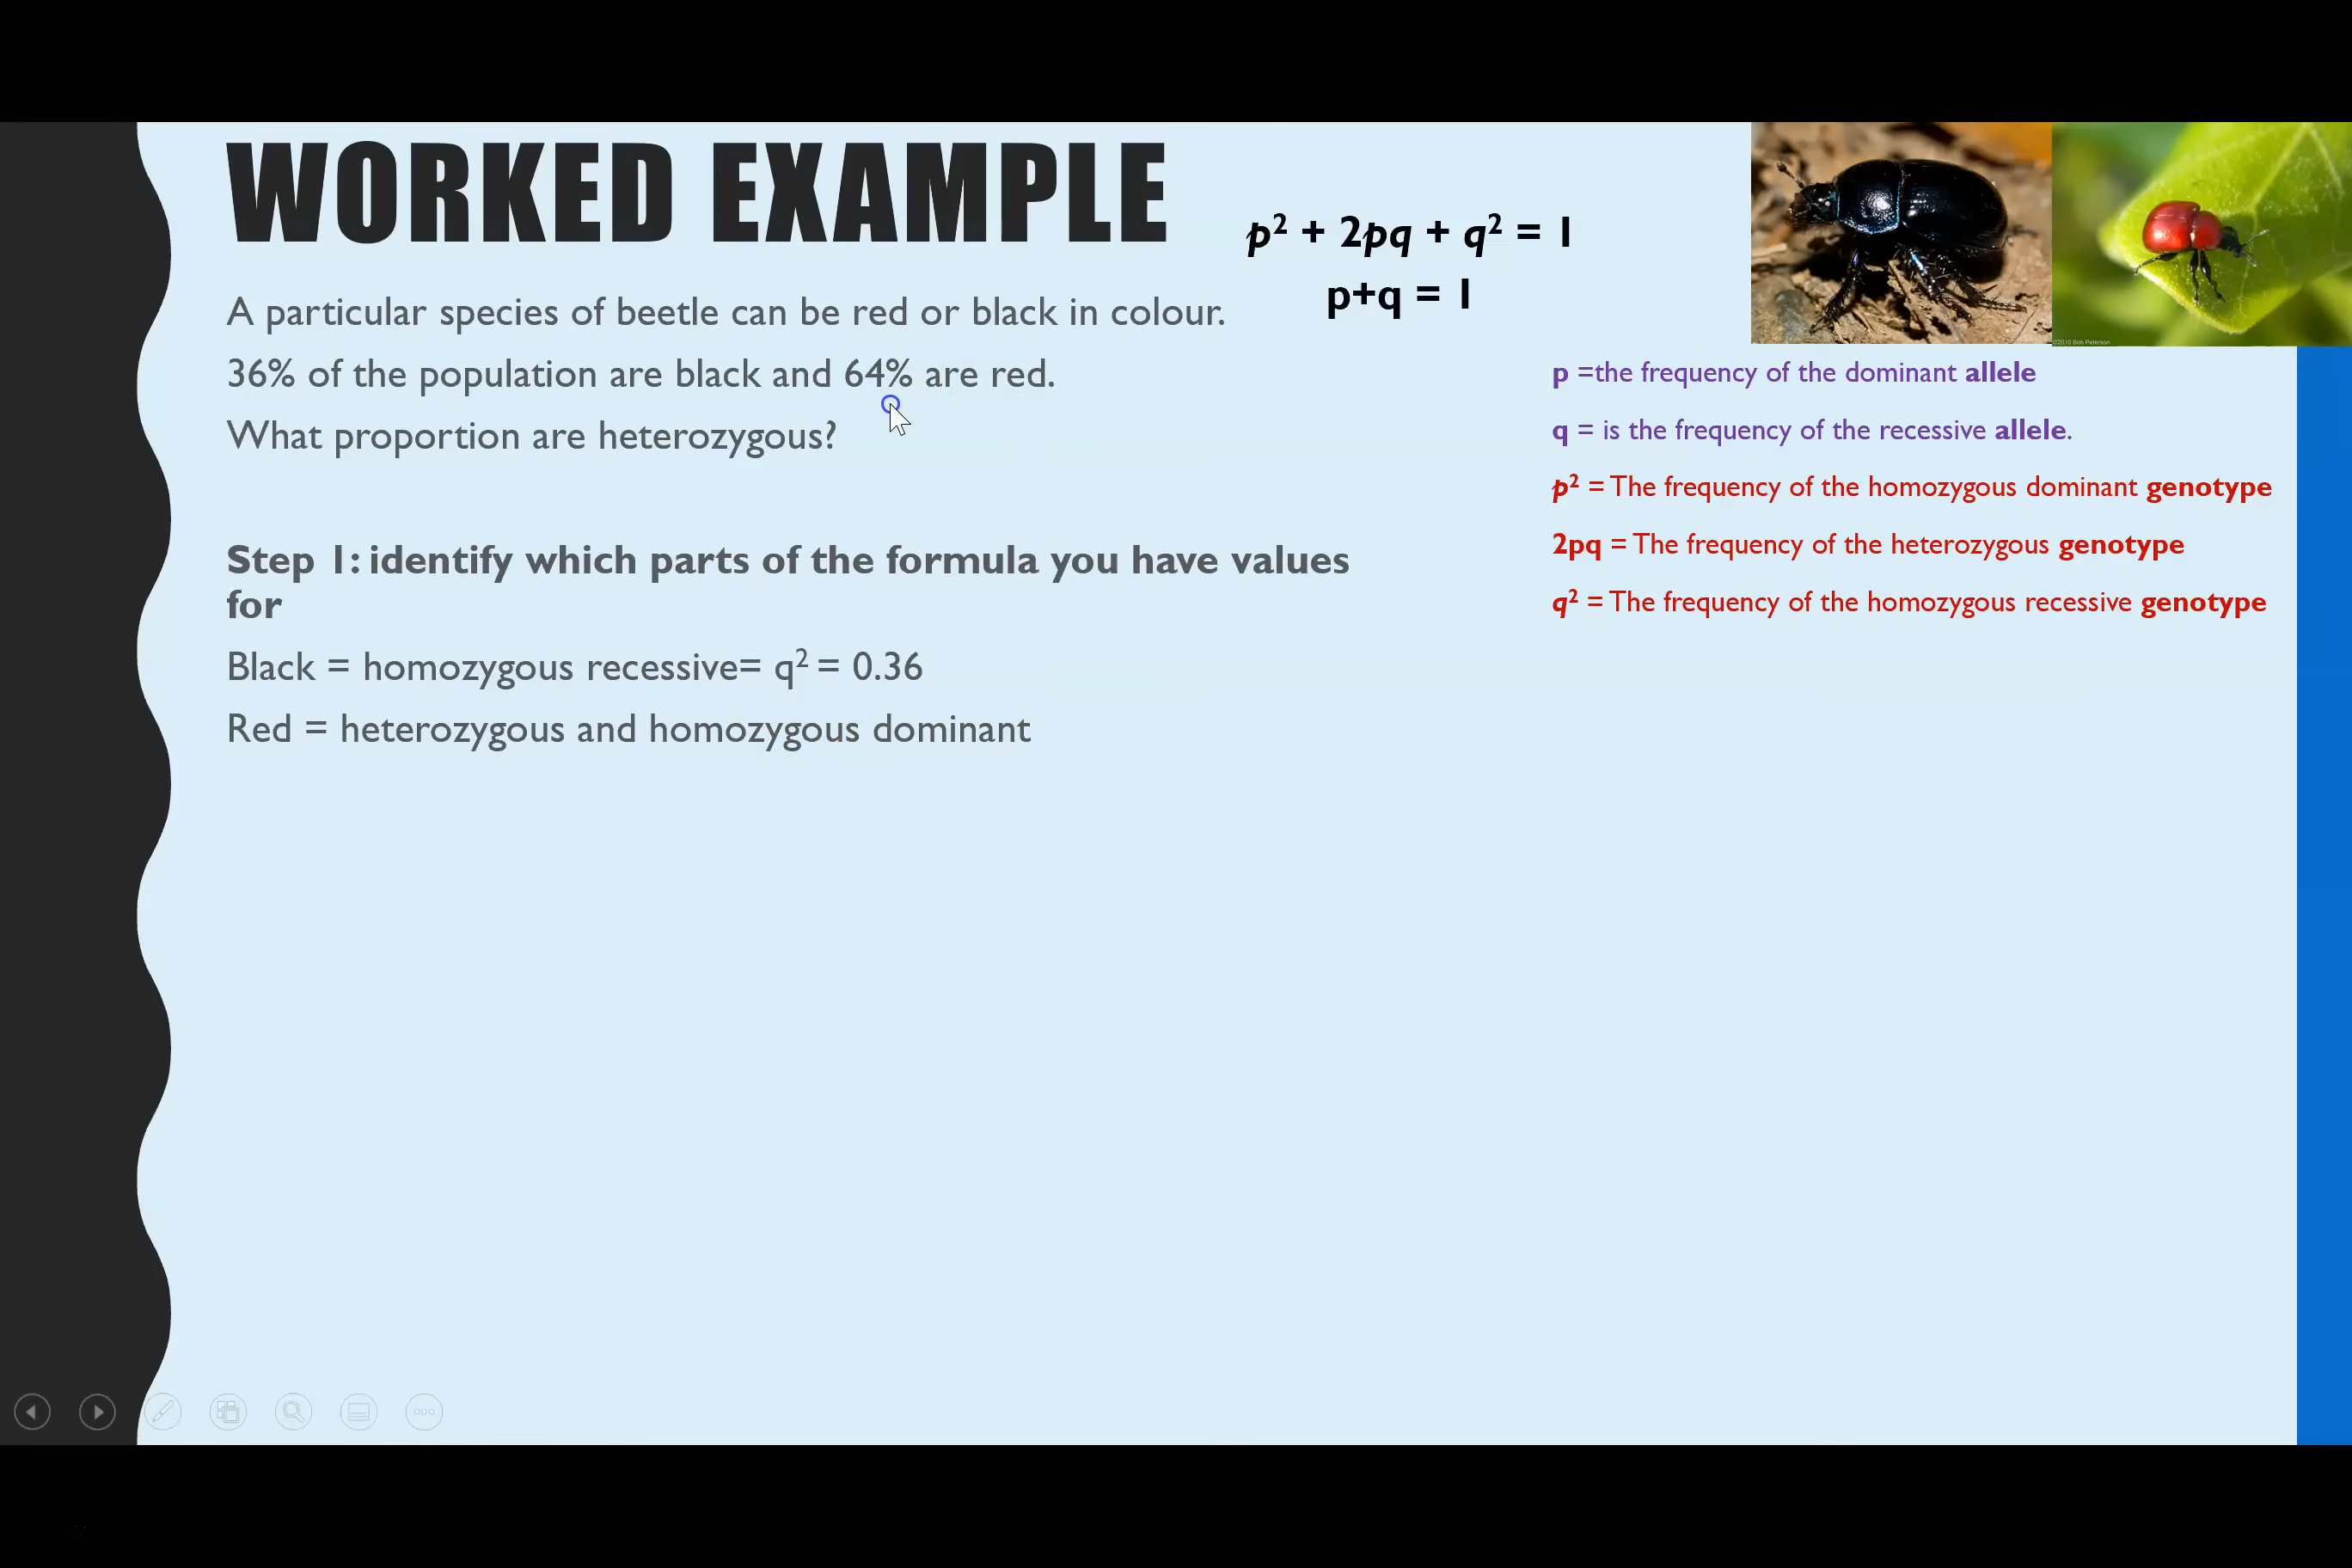 WORKED EXAMPLE
p² + 2pq + q² = 1
p+q = 1
A particular species of beetle can be red or black in colour.
36% of the population are black and 64% are red.
What proportion are heterozygous?
Step 1: identify which parts of the formula you have values
for
Black = homozygous recessive= q² = 0.36
Red = heterozygous and homozygous dominant
©2010 Bob Peterson
p =the frequency of the dominant allele
q = is the frequency of the recessive allele.
p² = The frequency of the homozygous dominant genotype
2pq = The frequency of the heterozygous genotype
q² = The frequency of the homozygous recessive genotype